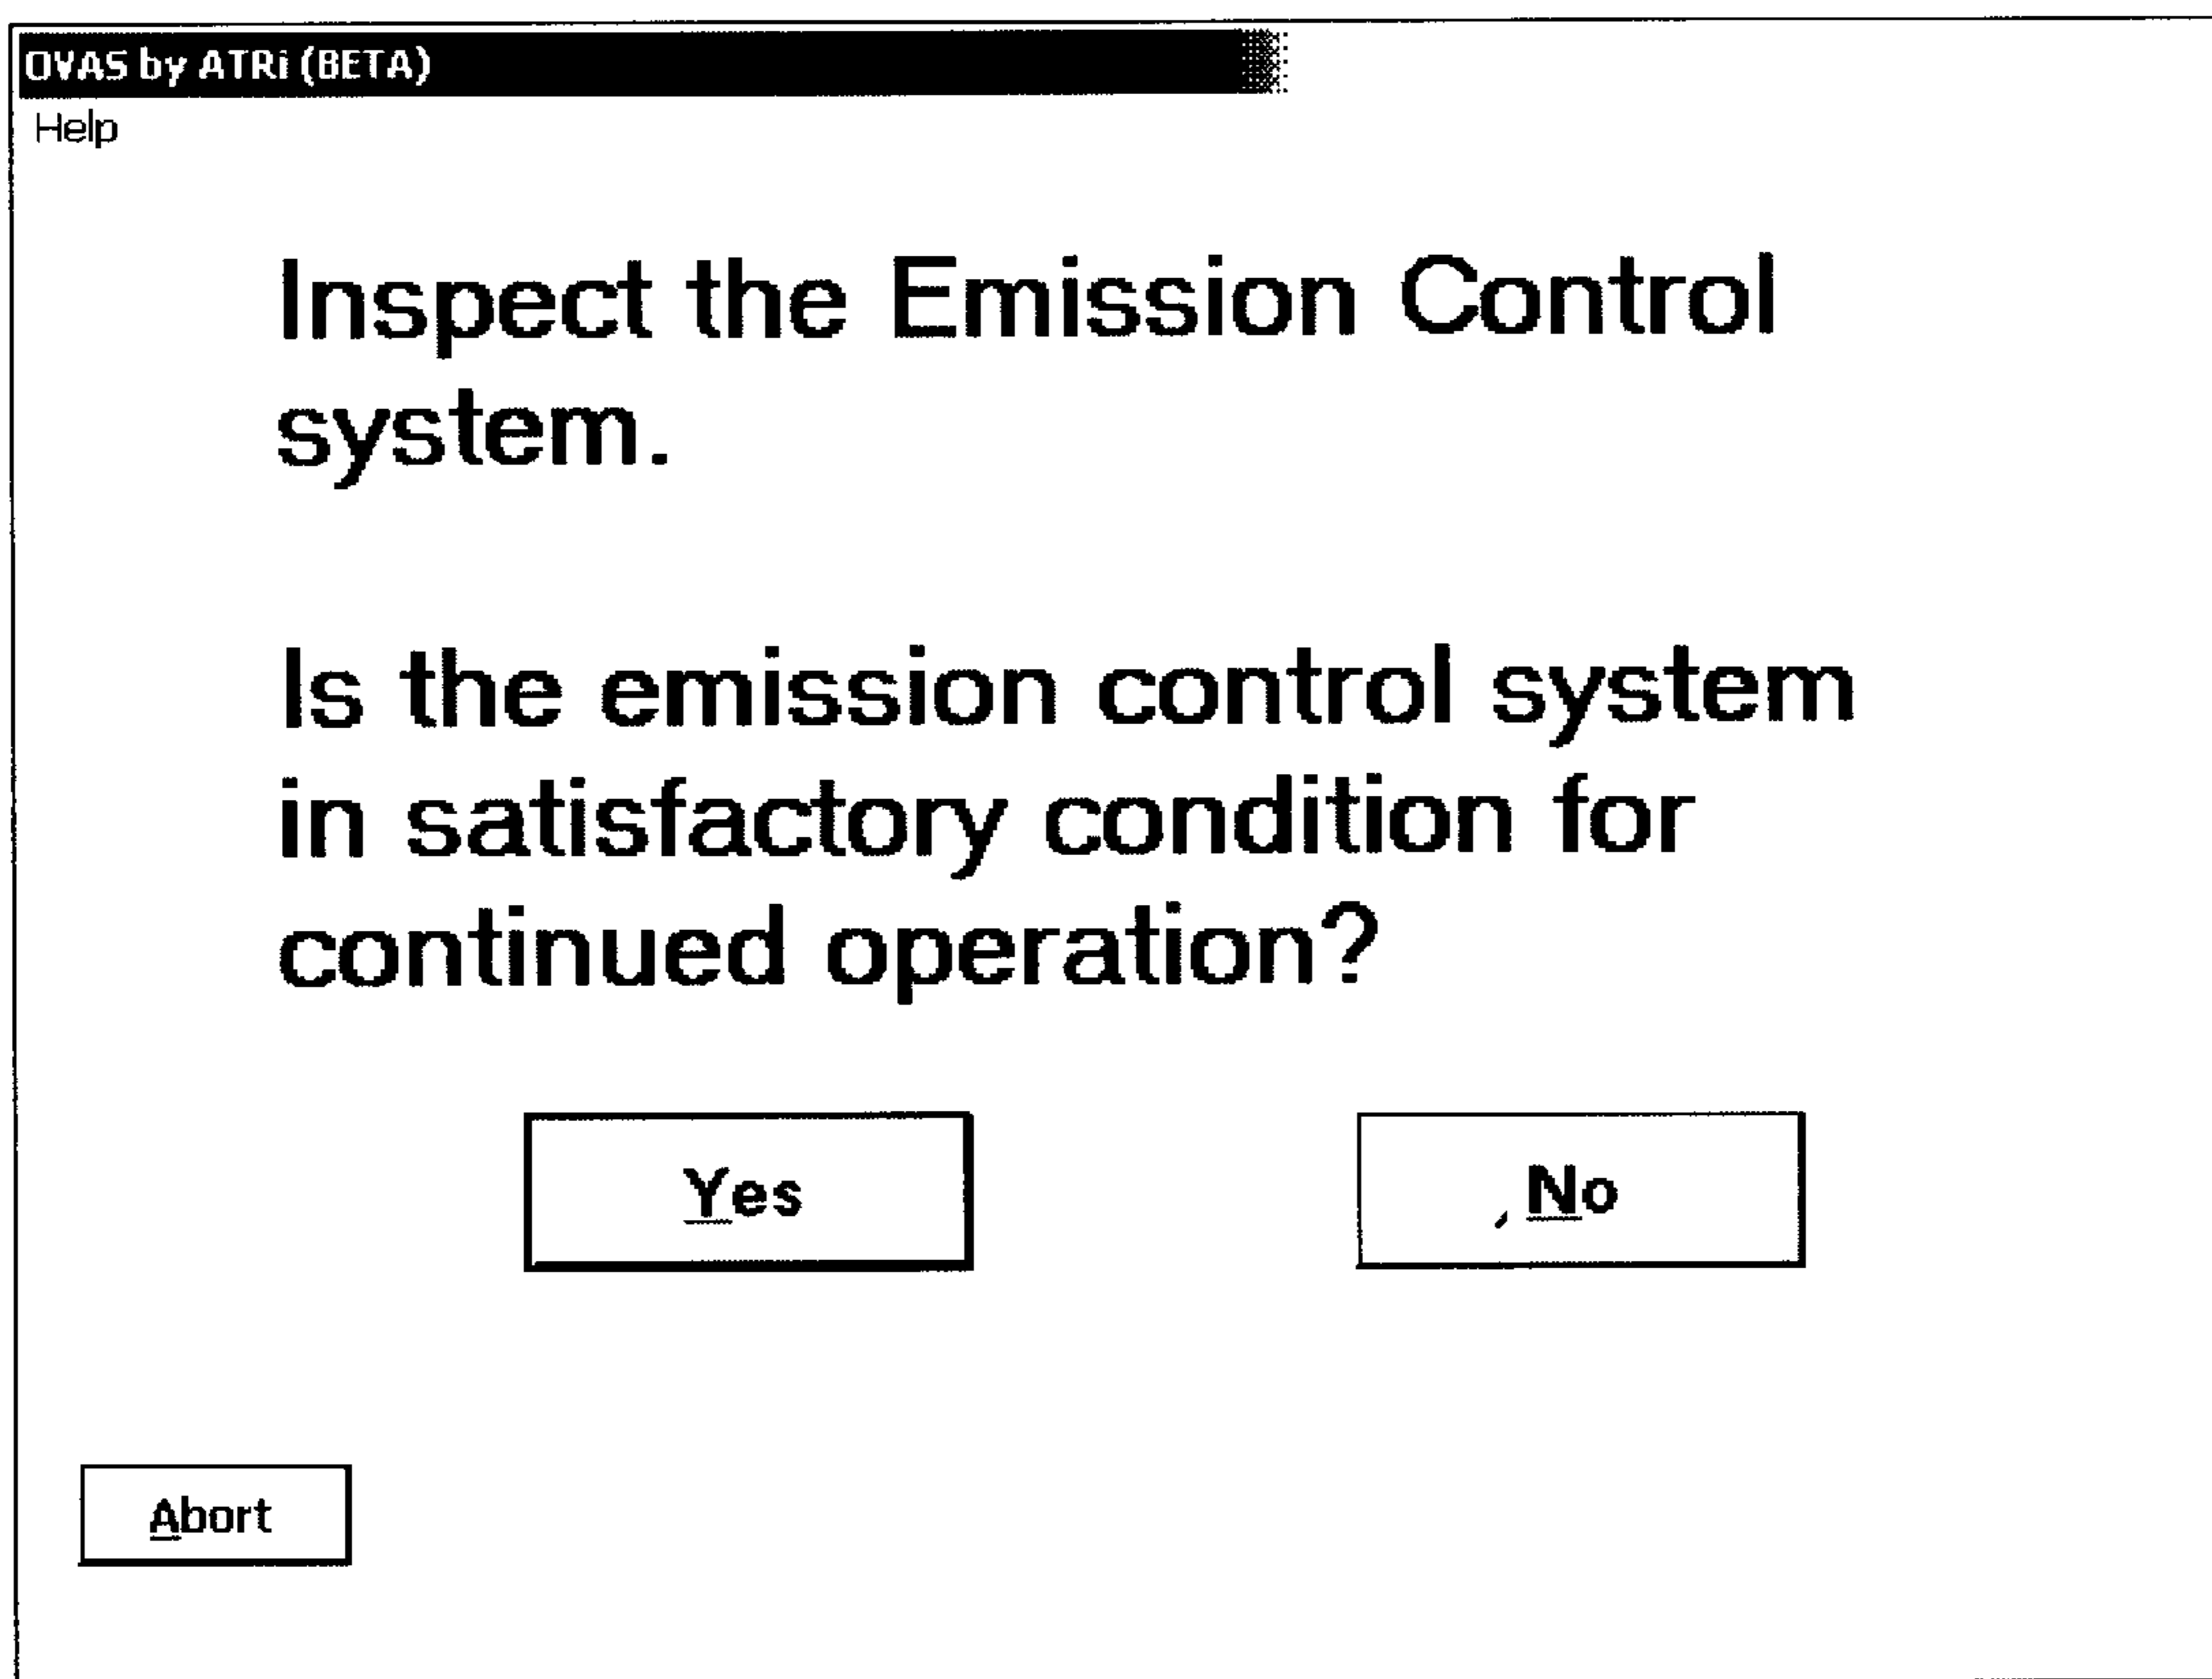 OVAS by ATRi (BETA)
Help
Inspect the Emission Control
system.
Is the emission control system
in satisfactory condition for
continued operation?
Yes
No
Abort